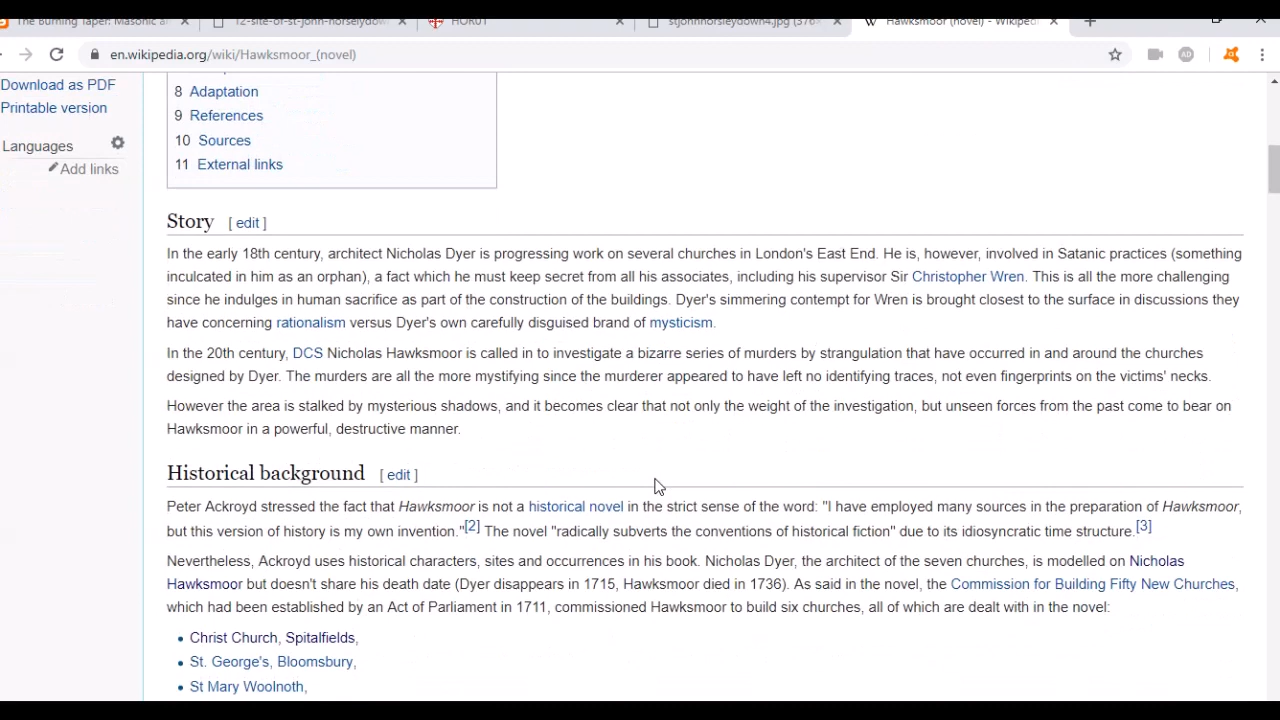 The Burning Taper: Masonic a
12-site-of-st-john-horselydow
HOR01
stjohnhorsleydown4.jpg (376×
Hawksmoor (novel) - Wikiped
en.wikipedia.org/wiki/Hawksmoor_(novel)
Download as PDF
Printable version
Languages
Add links
8 Adaptation
9 References
10 Sources
11 External links
Story [ edit ]
In the early 18th century, architect Nicholas Dyer is progressing work on several churches in London's East End. He is, however, involved in Satanic practices (something
inculcated in him as an orphan), a fact which he must keep secret from all his associates, including his supervisor Sir Christopher Wren. This is all the more challenging
since he indulges in human sacrifice as part of the construction of the buildings. Dyer's simmering contempt for Wren is brought closest to the surface in discussions they
have concerning rationalism versus Dyer's own carefully disguised brand of mysticism.
In the 20th century, DCS Nicholas Hawksmoor is called in to investigate a bizarre series of murders by strangulation that have occurred in and around the churches
designed by Dyer. The murders are all the more mystifying since the murderer appeared to have left no identifying traces, not even fingerprints on the victims' necks.
However the area is stalked by mysterious shadows, and it becomes clear that not only the weight of the investigation, but unseen forces from the past come to bear on
Hawksmoor in a powerful, destructive manner.
Historical background [ edit ]
Peter Ackroyd stressed the fact that Hawksmoor is not a historical novel in the strict sense of the word: "I have employed many sources in the preparation of Hawksmoor,
but this version of history is my own invention."[2] The novel "radically subverts the conventions of historical fiction" due to its idiosyncratic time structure.[3]
Nevertheless, Ackroyd uses historical characters, sites and occurrences in his book. Nicholas Dyer, the architect of the seven churches, is modelled on Nicholas
Hawksmoor but doesn't share his death date (Dyer disappears in 1715, Hawksmoor died in 1736). As said in the novel, the Commission for Building Fifty New Churches,
which had been established by an Act of Parliament in 1711, commissioned Hawksmoor to build six churches, all of which are dealt with in the novel:
• Christ Church, Spitalfields,
• St. George's, Bloomsbury,
• St Mary Woolnoth,